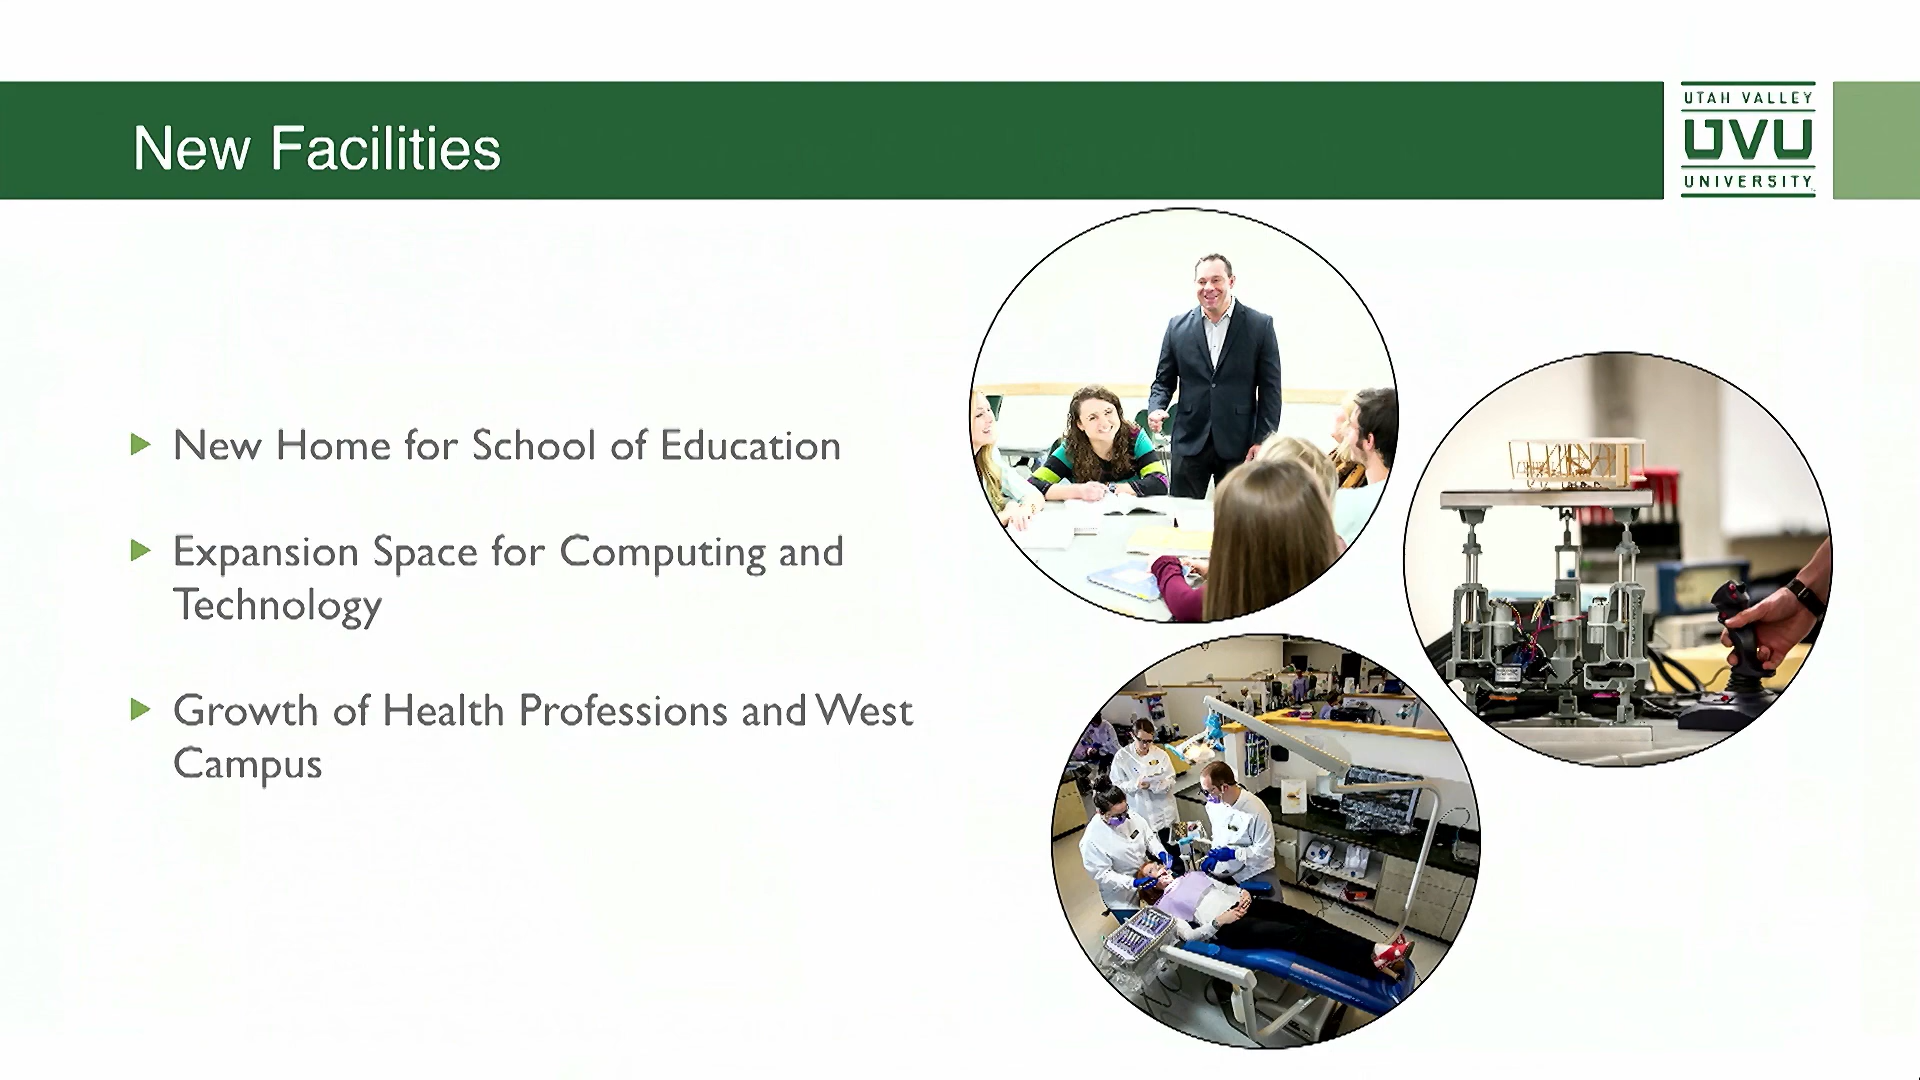 New Facilities
UTAH VALLEY
UVU
UNIVERSITY
New Home for School of Education
Expansion Space for Computing and
Technology
Growth of Health Professions and West
Campus